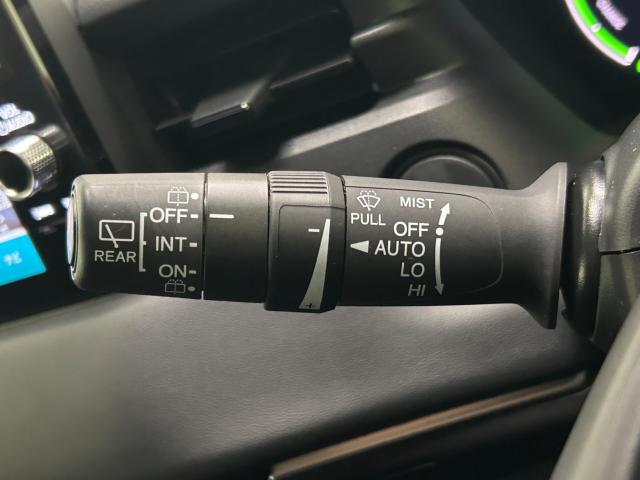 OFF
INT
ON
REAR
−
+
PULL
MIST
OFF
AUTO
LO
HI